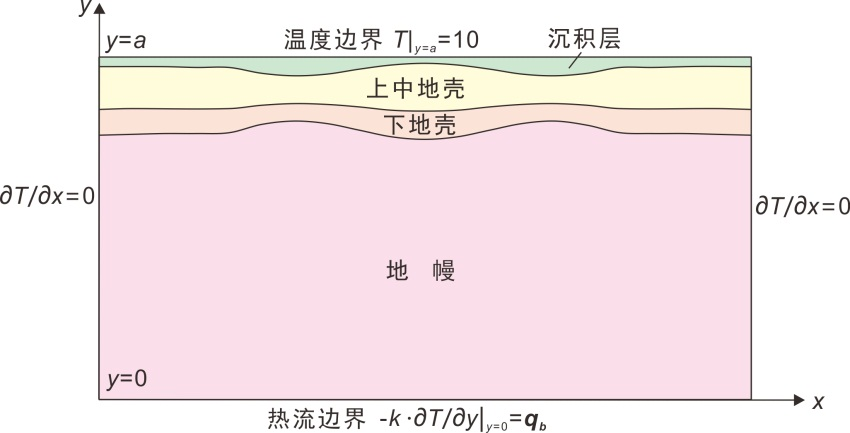 y
y=a
温度边界 T|y=a=10
沉积层
上中地壳
下地壳
∂T/∂x=0
∂T/∂x=0
地 幔
y=0
x
热流边界 -k·∂T/∂y|y=0=qb